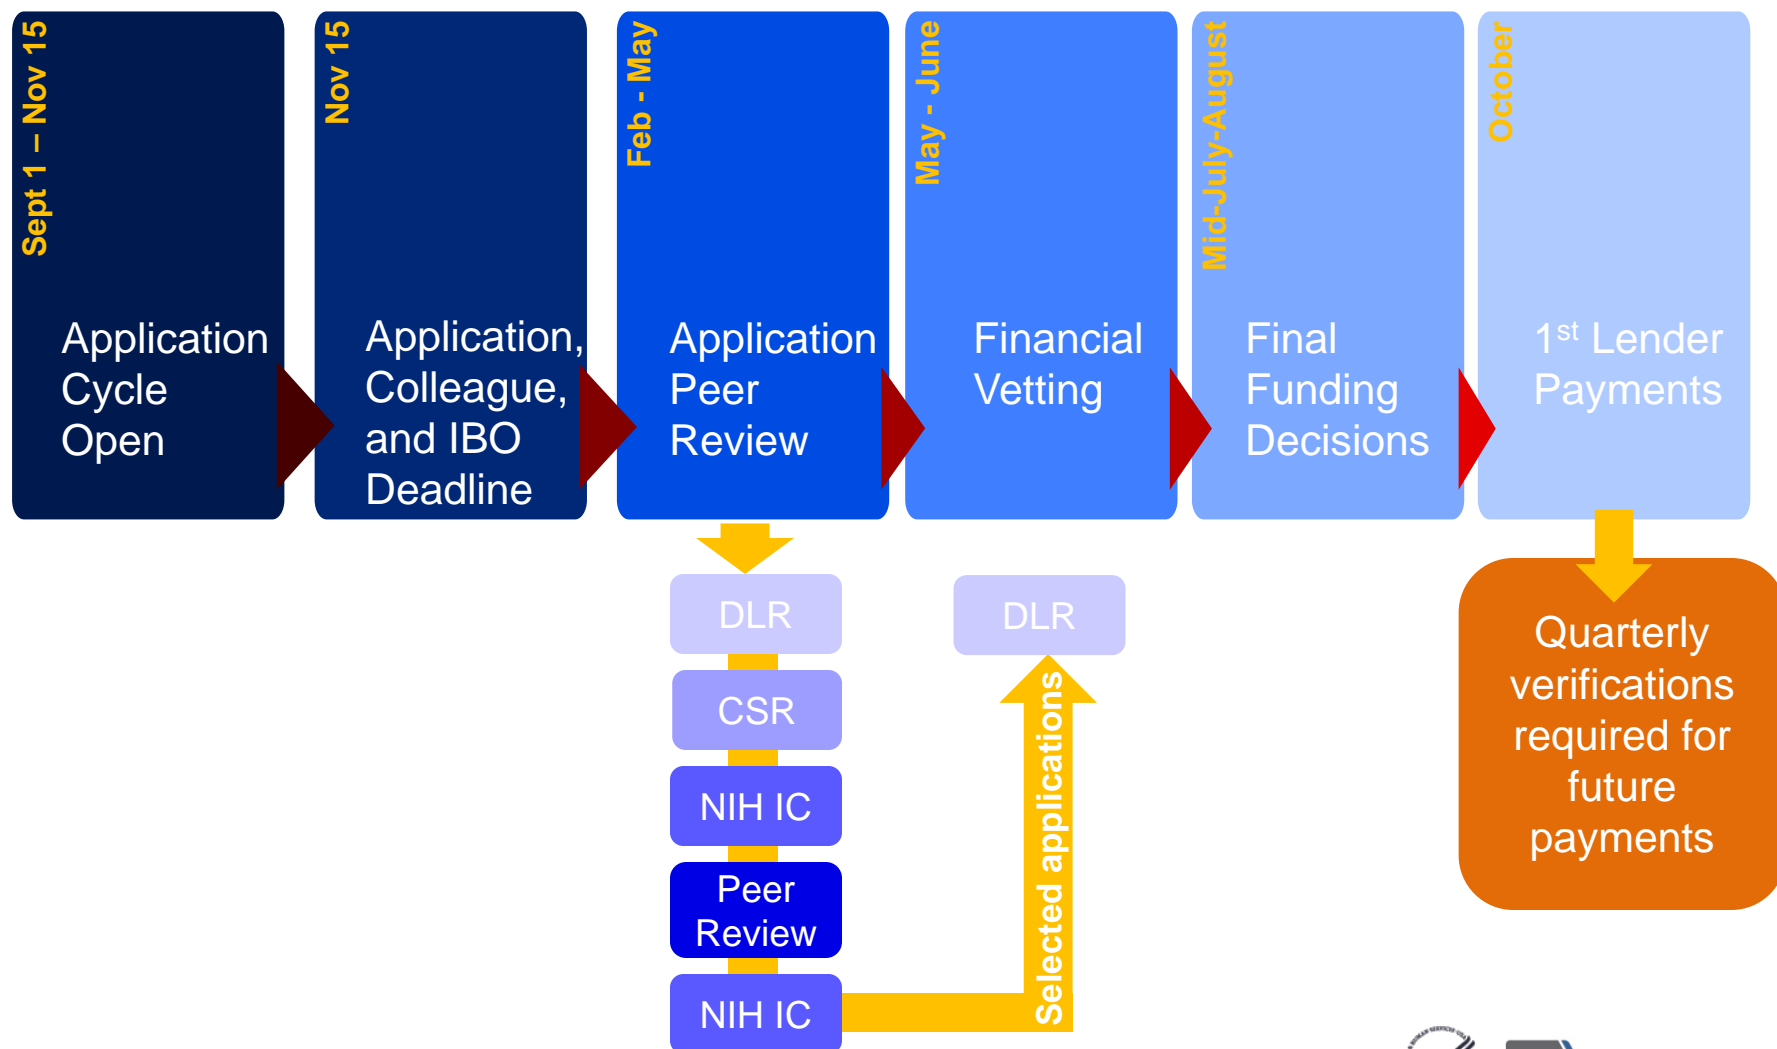 Sept 1 – Nov 15
Application
Cycle
Open
Nov 15
Application,
Colleague,
and IBO
Deadline
Feb - May
Application
Peer
Review
May - June
Financial
Vetting
Mid-July-August
Final
Funding
Decisions
October
1st Lender
Payments
DLR
CSR
NIH IC
Peer
Review
NIH IC
Selected applications
DLR
Quarterly
verifications
required for
future
payments